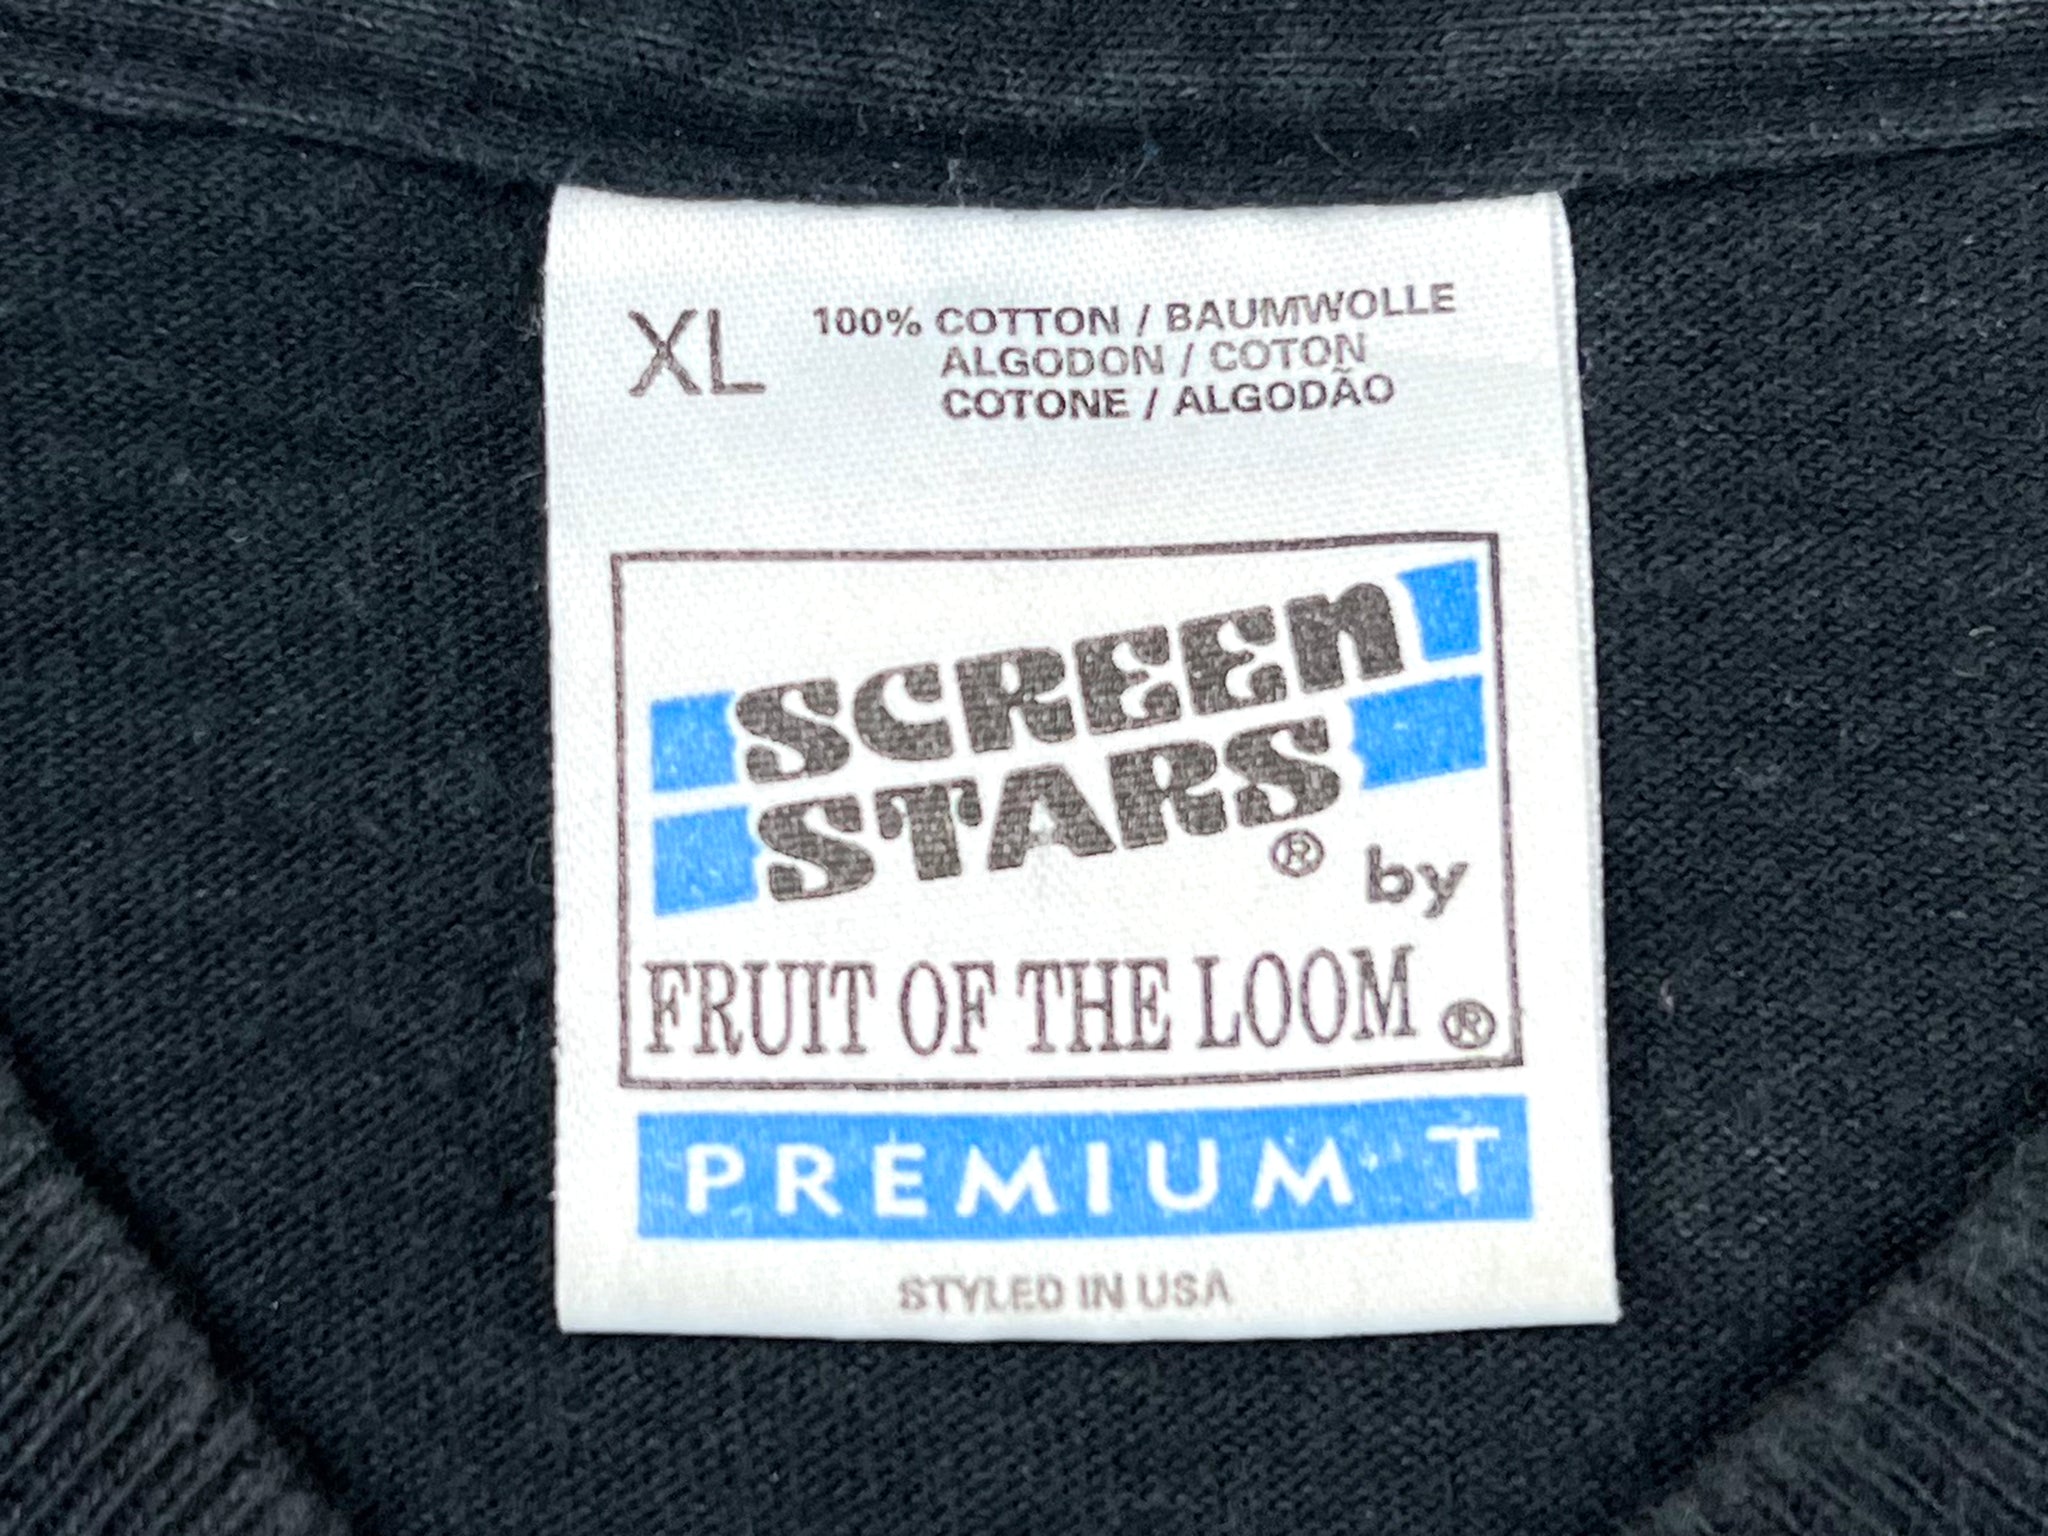 XL 100% COTTON / BAUMWOLLE
ALGODON / COTON
COTONE / ALGODÃO
SCREEN
STARS® by
FRUIT OF THE LOOM®
PREMIUM T
STYLED IN USA